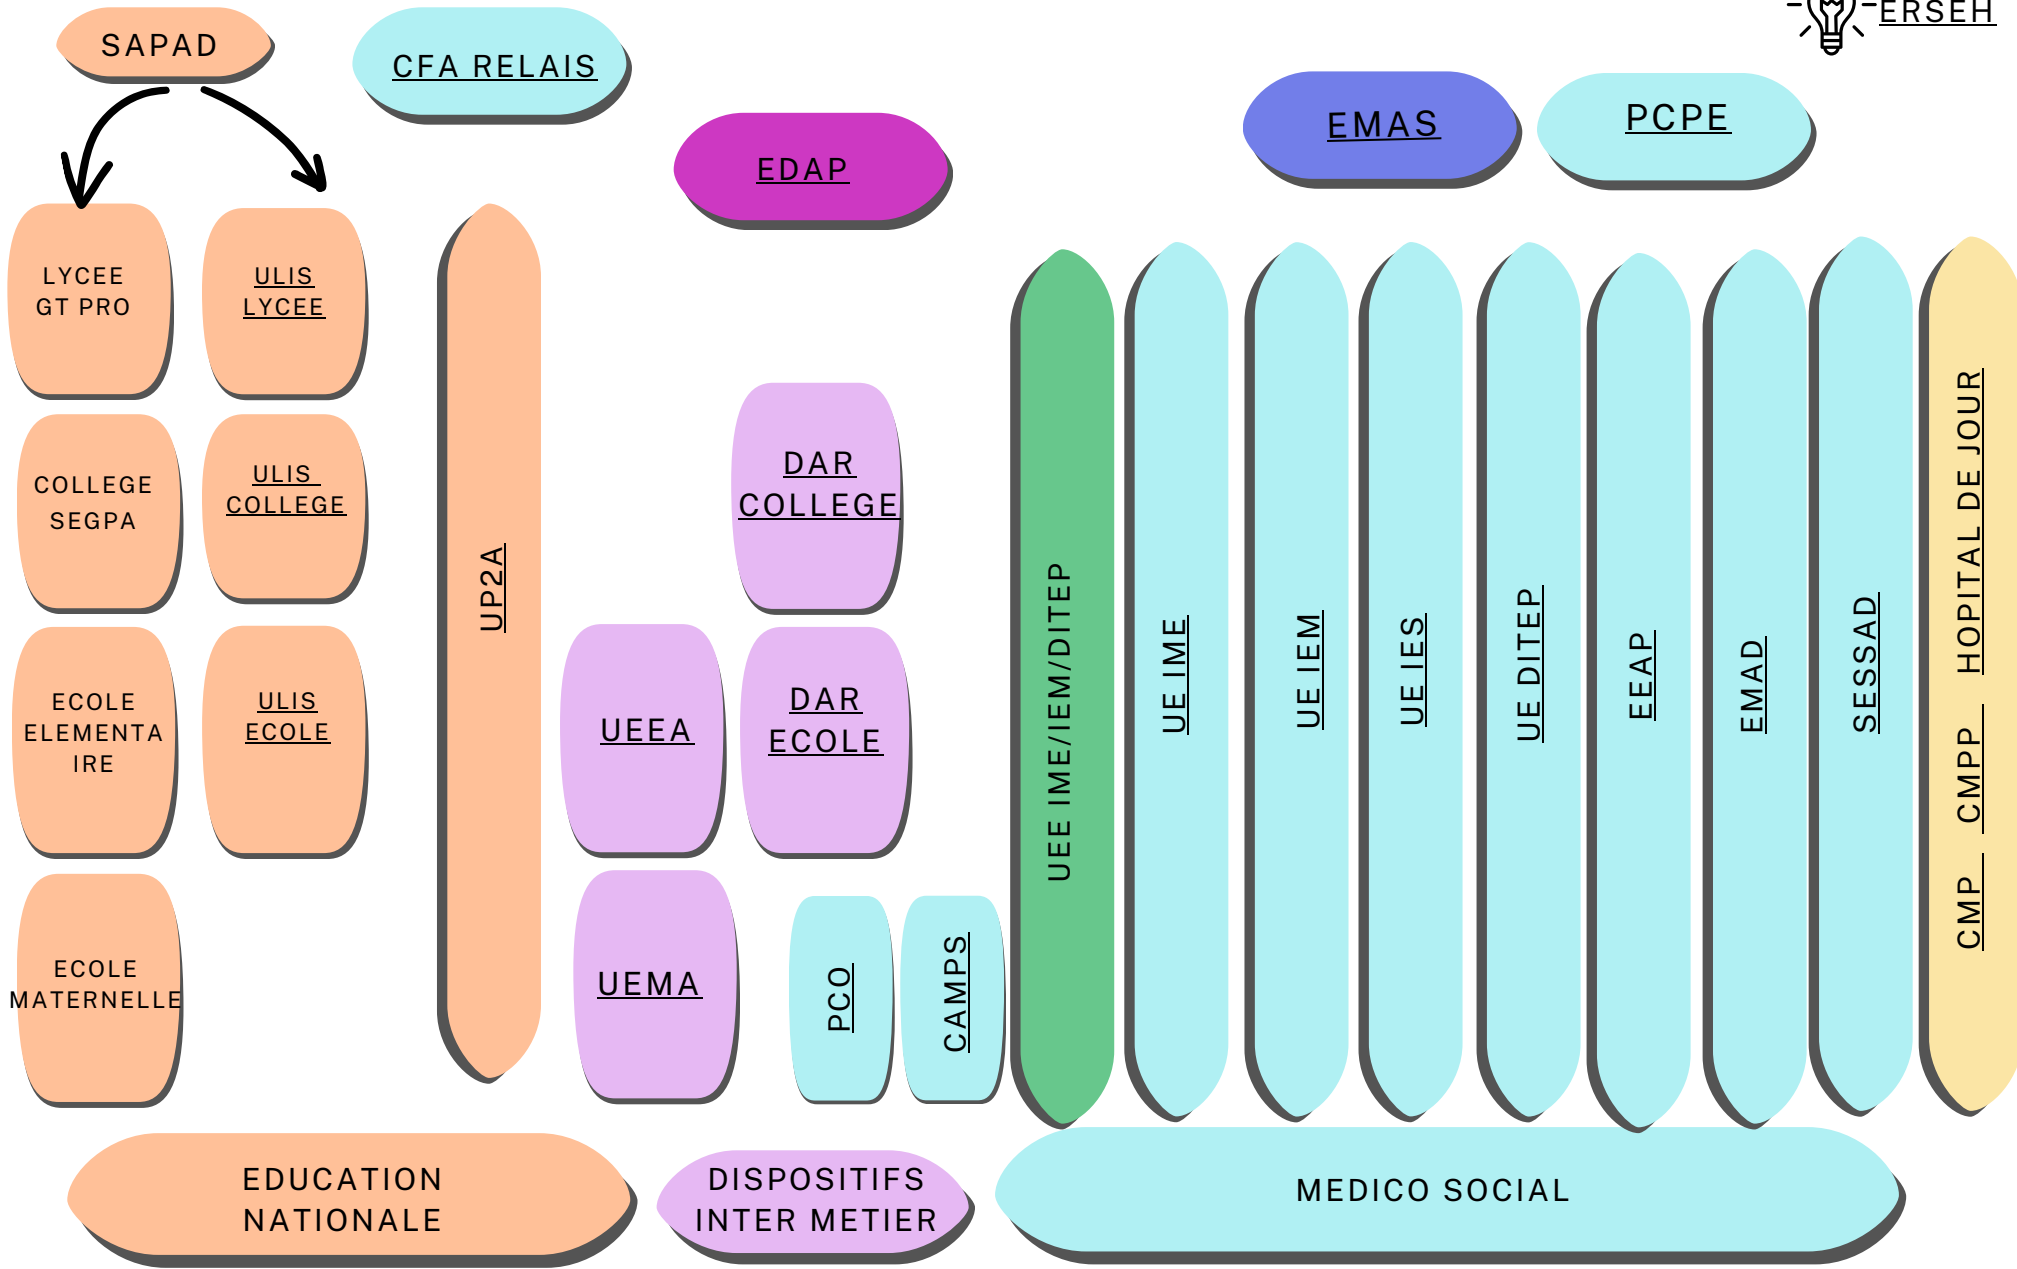 ERSEH
SAPAD
CFA RELAIS
EMAS
PCPE
EDAP
LYCEE
GT PRO
ULIS
LYCEE
COLLEGE
SEGPA
ULIS
COLLEGE
ECOLE
ELEMENTA
IRE
ULIS
ECOLE
ECOLE
MATERNELLE
UP2A
DAR
COLLEGE
UEEA
DAR
ECOLE
UEMA
PCO
CAMPS
UEE IME/IEM/DITEP
UE IME
UE IEM
UE IES
UE DITEP
EEAP
EMAD
SESSAD
CMP CMPP HOPITAL DE JOUR
EDUCATION
NATIONALE
DISPOSITIFS
INTER METIER
MEDICO SOCIAL